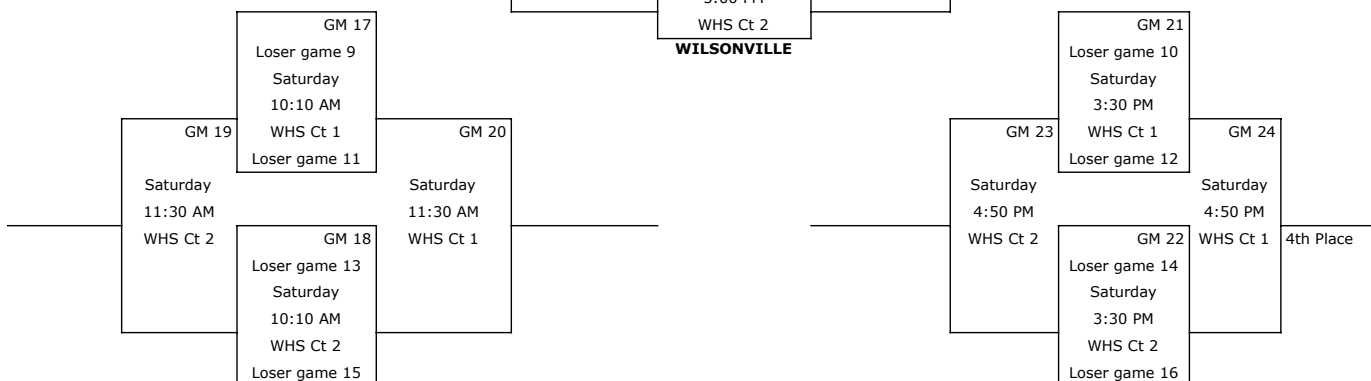 WHS Ct 2
WILSONVILLE
GM 17
Loser game 9
Saturday
10:10 AM
WHS Ct 1
Loser game 11
GM 19
Saturday
11:30 AM
WHS Ct 2
GM 20
Saturday
11:30 AM
WHS Ct 1
GM 18
Loser game 13
Saturday
10:10 AM
WHS Ct 2
Loser game 15
GM 21
Loser game 10
Saturday
3:30 PM
WHS Ct 1
Loser game 12
GM 23
Saturday
4:50 PM
WHS Ct 2
GM 24
Saturday
4:50 PM
WHS Ct 1
4th Place
GM 22
Loser game 14
Saturday
3:30 PM
WHS Ct 2
Loser game 16